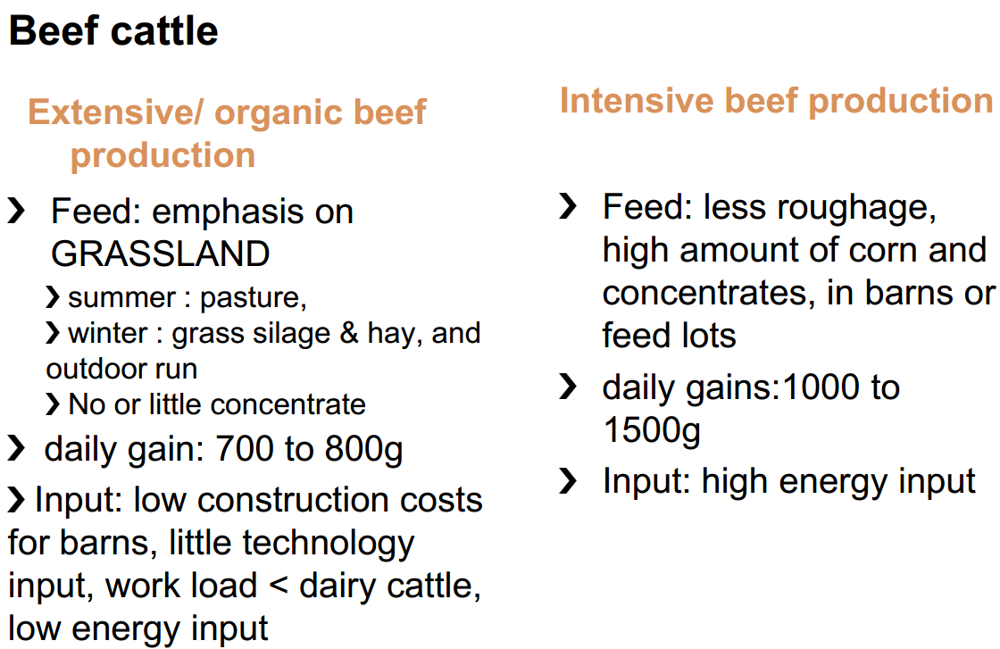 Beef cattle
Extensive/ organic beef
production
❯ Feed: emphasis on
GRASSLAND
❯ summer : pasture,
❯ winter : grass silage & hay, and
outdoor run
❯ No or little concentrate
❯ daily gain: 700 to 800g
❯ Input: low construction costs
for barns, little technology
input, work load < dairy cattle,
low energy input
Intensive beef production
❯ Feed: less roughage,
high amount of corn and
concentrates, in barns or
feed lots
❯ daily gains:1000 to
1500g
❯ Input: high energy input